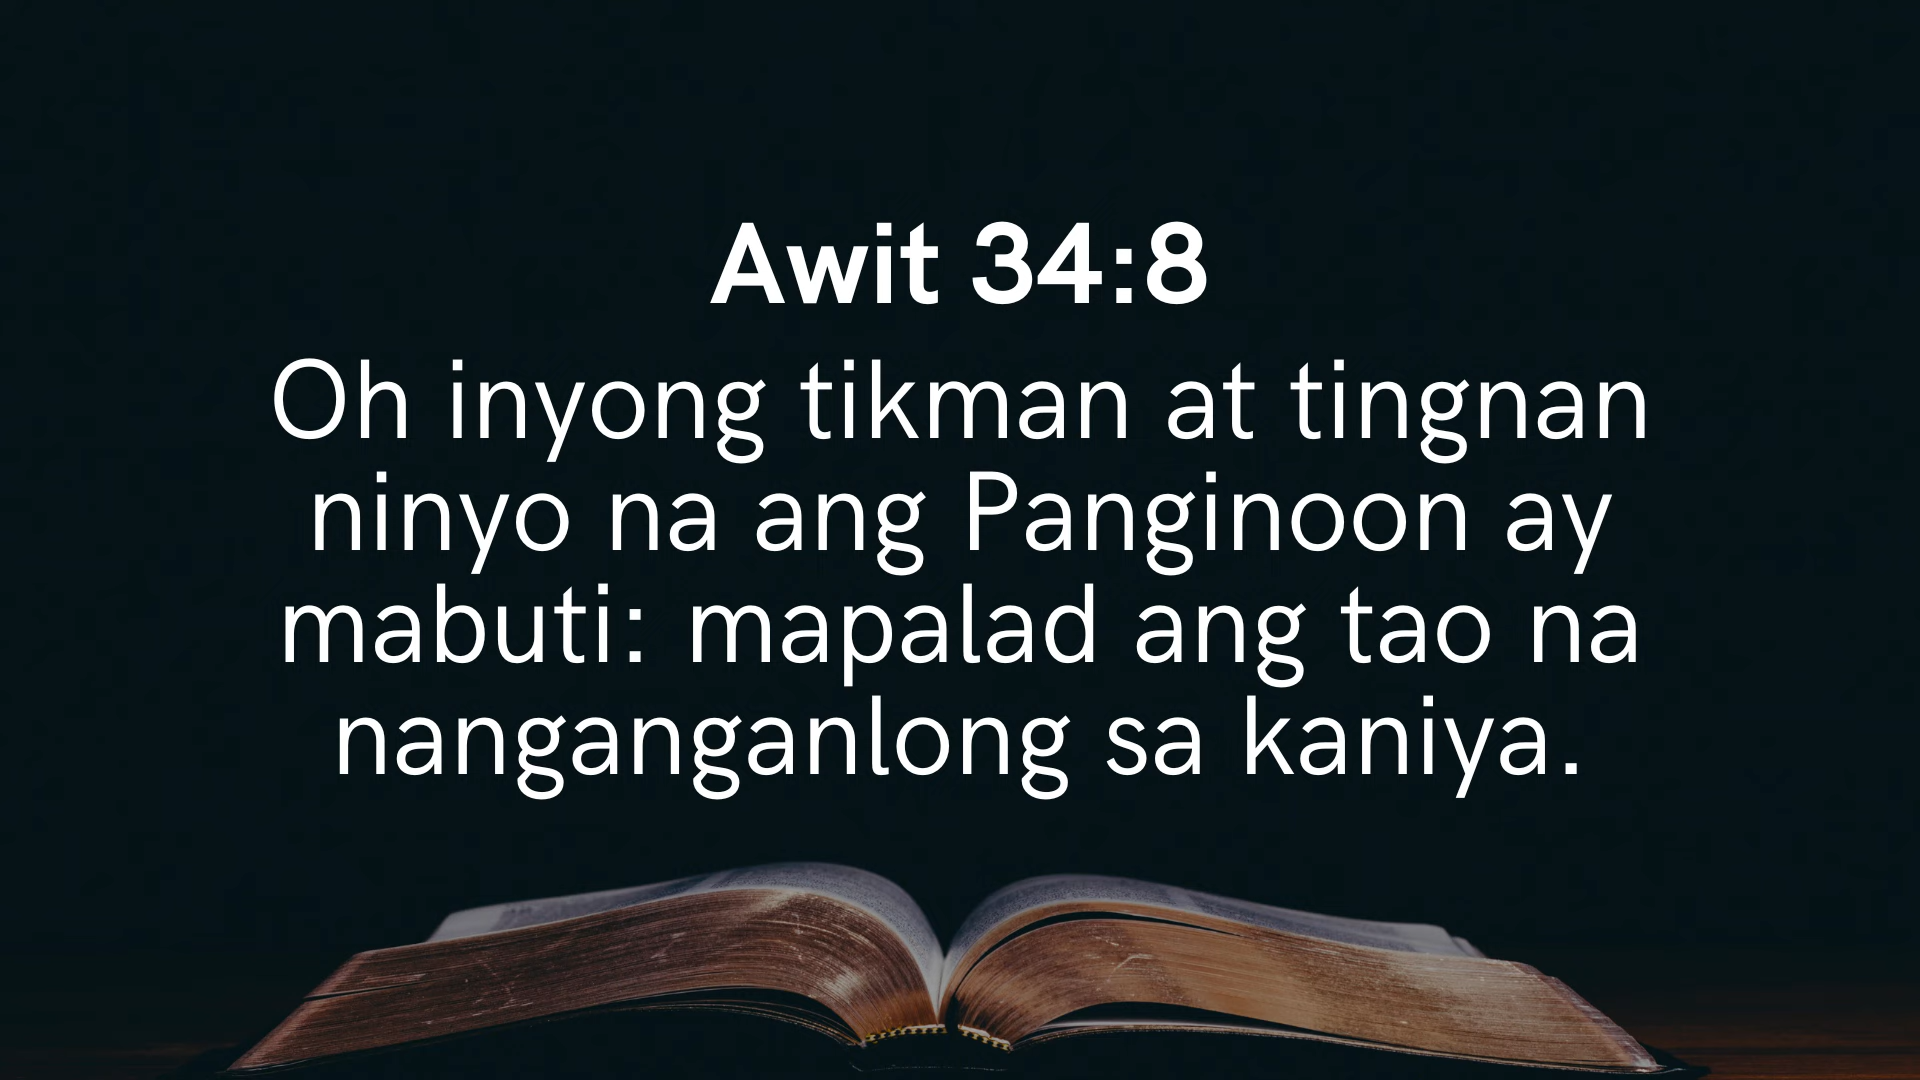 Awit 34:8
Oh inyong tikman at tingnan
ninyo na ang Panginoon ay
mabuti: mapalad ang tao na
nanganganlong sa kaniya.